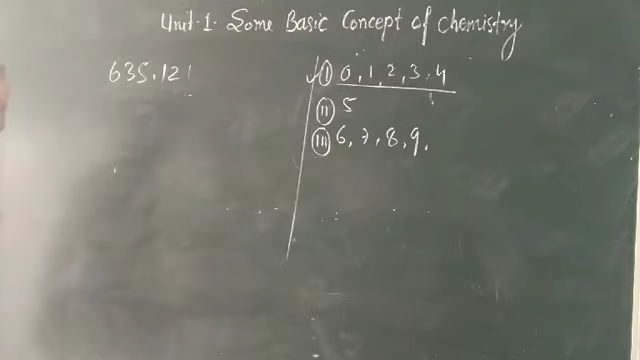 Unit-1. Some Basic Concept of Chemistry
635.121
✓(I) 0, 1, 2, 3, 4
(II) 5
(III) 6, 7, 8, 9,